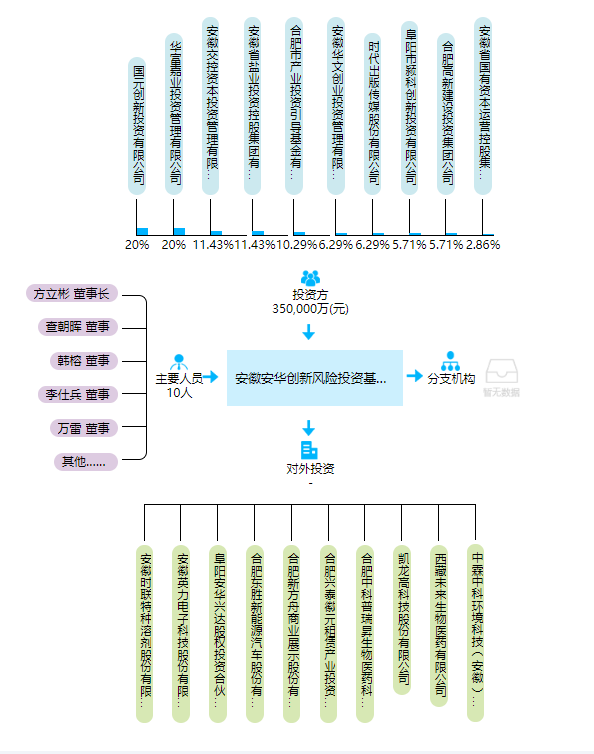 国元创新投资有限公司
华富嘉业投资管理有限公司
安徽交控资本投资管理有限...
安徽省盐业投资控股集团有...
合肥市产业投资引导基金有...
安徽华文创业投资管理有限...
时代出版传媒股份有限公司
阜阳市颍科创新投资有限公司
合肥高新建设投资集团公司
安徽省国有资本运营控股集...
20% 20% 11.43% 11.43% 10.29% 6.29% 6.29% 5.71% 5.71% 2.86%
投资方
350,000万(元)
方立彬 董事长
查朝晖 董事
韩榕 董事
李仕兵 董事
万雷 董事
其他......
主要人员
10人
安徽安华创新风险投资基...
分支机构
暂无数据
对外投资
-
安徽时联特种溶剂股份有限...
安徽英力电子科技股份有限...
阜阳安华兴达股权投资合伙...
合肥东胜新能源汽车股份有...
合肥新方舟商业展示股份有...
合肥兴泰徽元租赁产业投资...
合肥中科普瑞昇生物医药科...
凯龙高科技股份有限公司
西藏未来生物医药有限公司
中霖中科环境科技（安徽）...